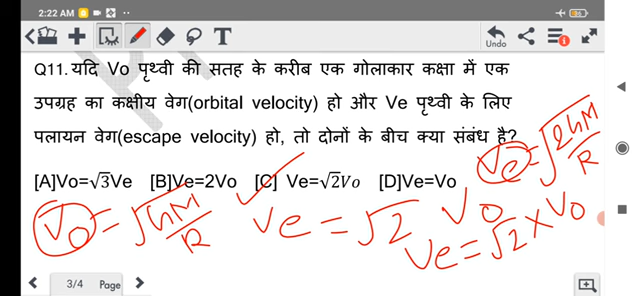 2:22 AM
Undo
Q11. यदि Vo पृथ्वी की सतह के करीब एक गोलाकार कक्षा में एक
उपग्रह का कक्षीय वेग(orbital velocity) हो और Ve पृथ्वी के लिए
पलायन वेग(escape velocity) हो, तो दोनों के बीच क्या संबंध है?
[A]Vo=√3Ve [B]Ve=2Vo [C] Ve=√2Vo [D]Ve=Vo
Ve=√2GM/R
Vo=√GM/R
Ve=√2 Vo
Ve=√2×Vo
3/4 Page